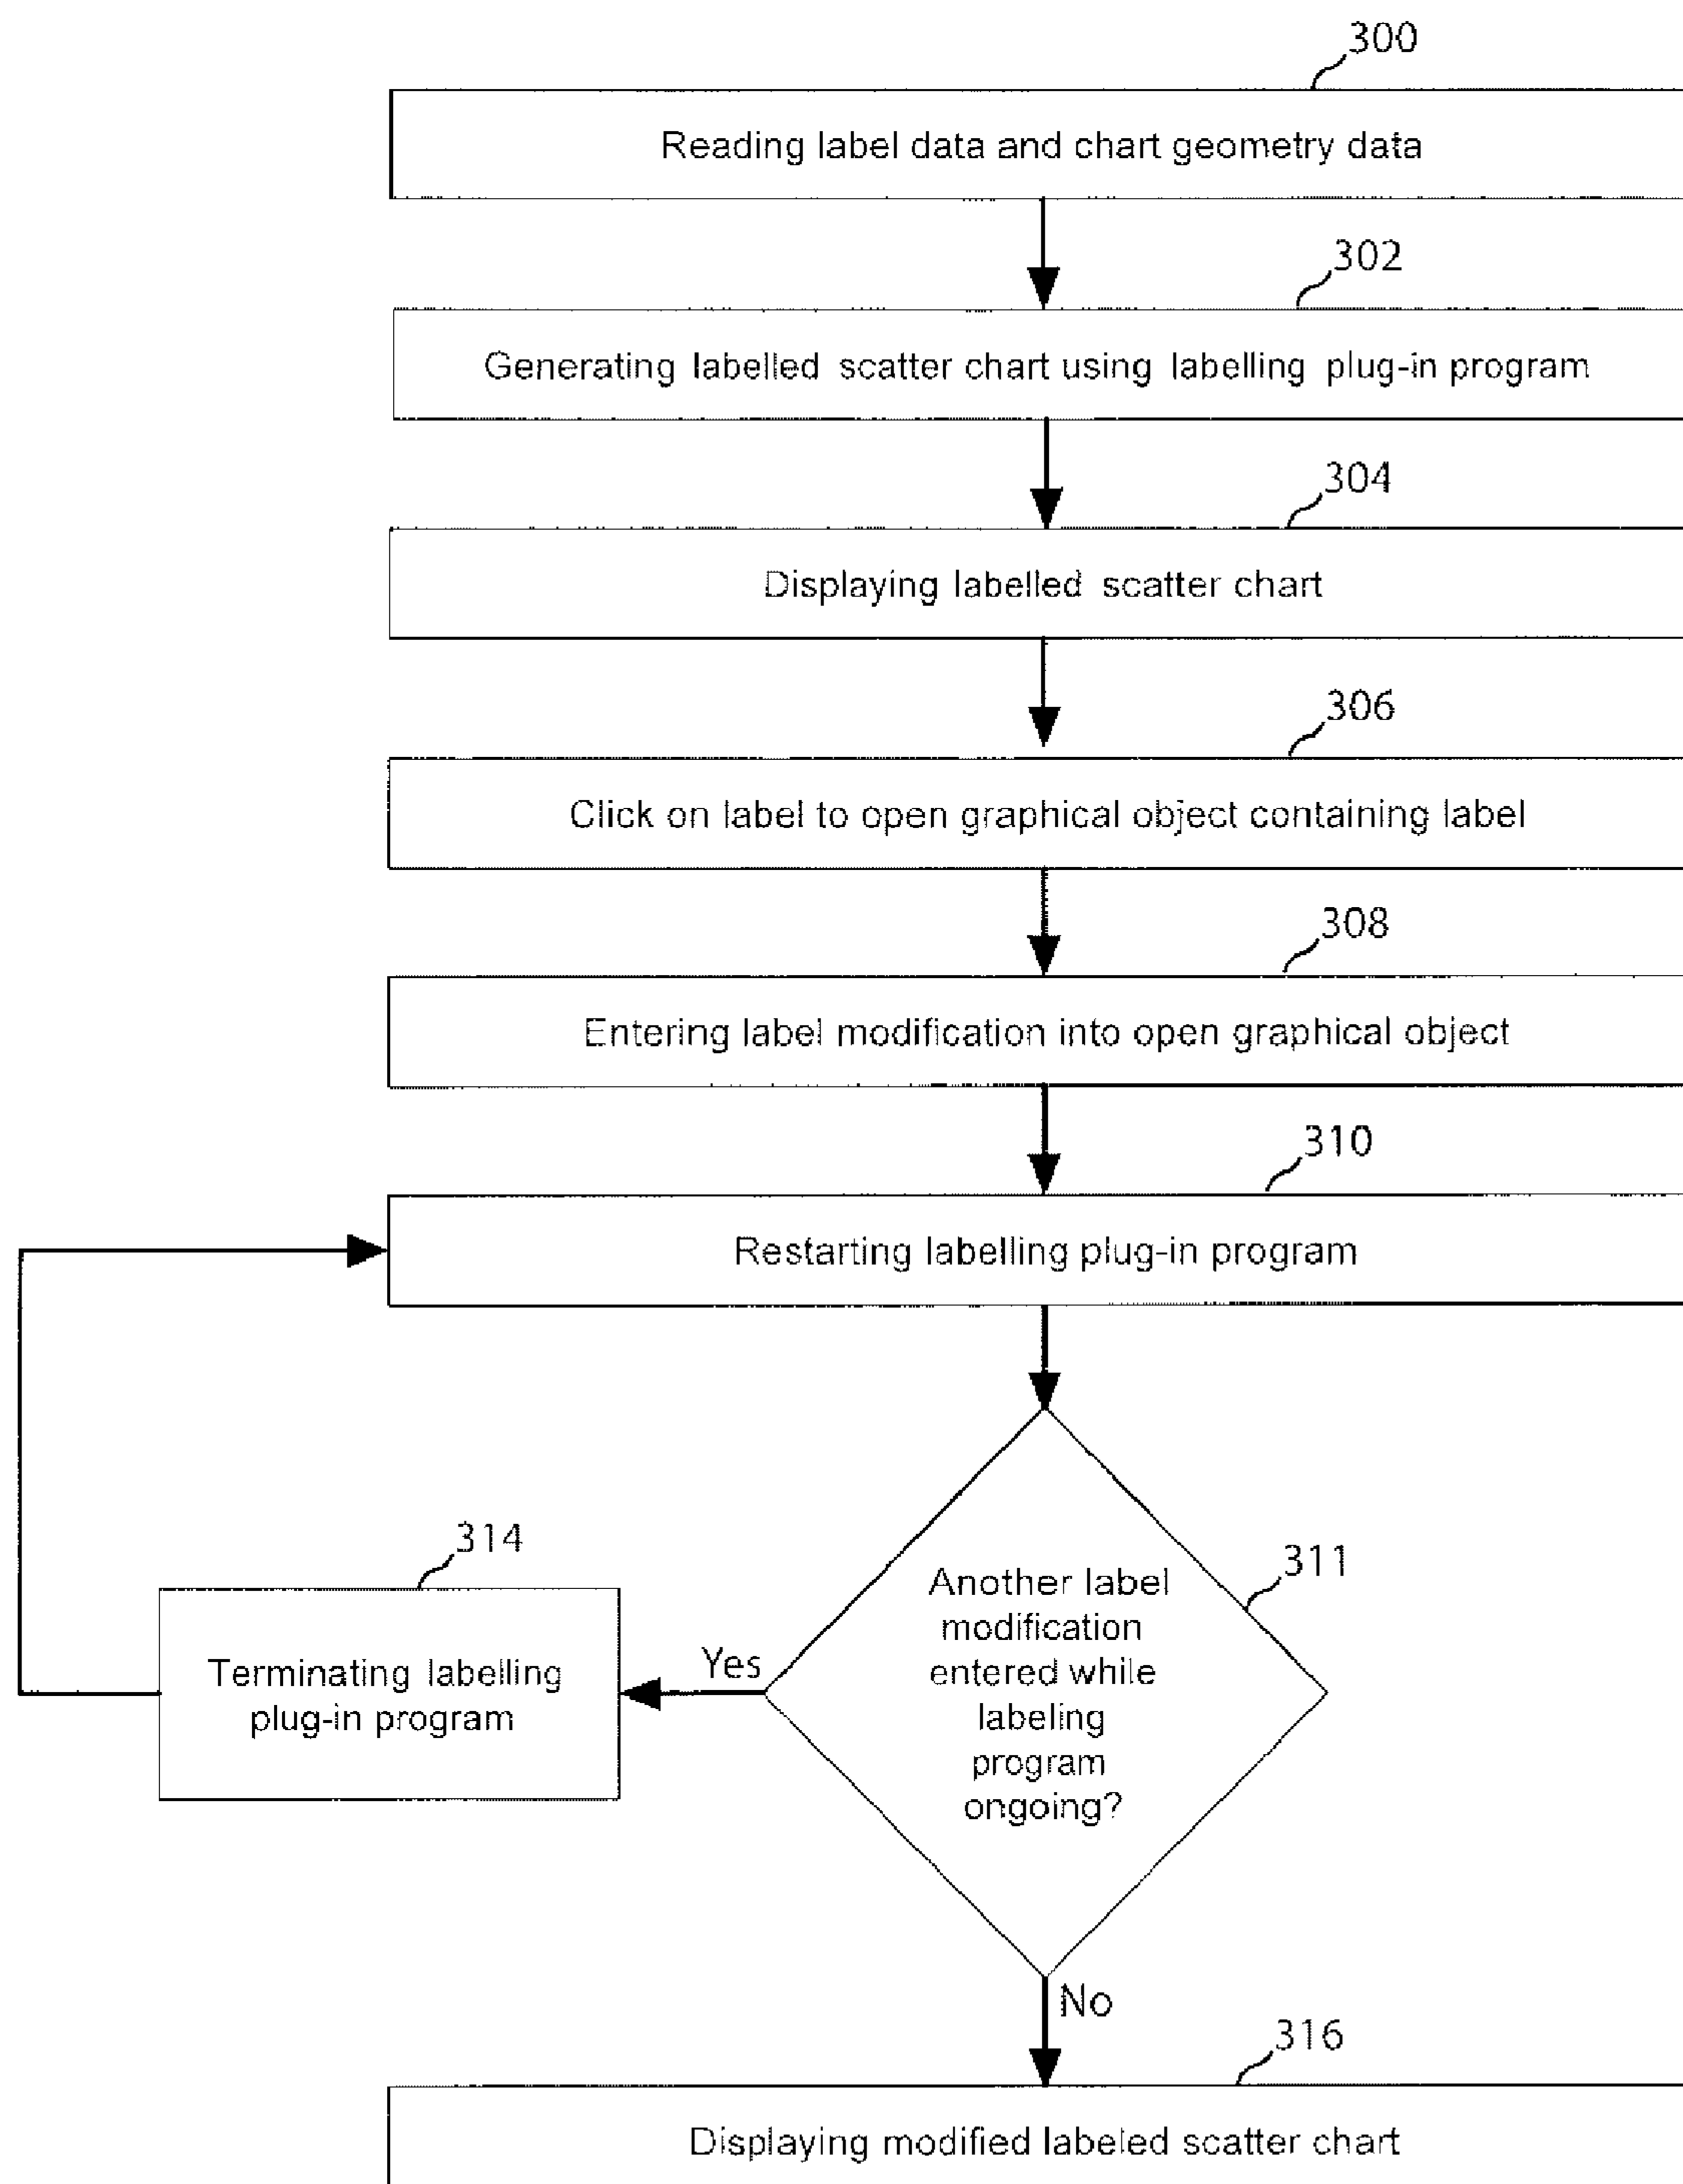 300
Reading label data and chart geometry data
302
Generating labelled scatter chart using labelling plug-in program
304
Displaying labelled scatter chart
306
Click on label to open graphical object containing label
308
Entering label modification into open graphical object
310
Restarting labelling plug-in program
311
Another label
modification
entered while
labeling
program
ongoing?
Yes
314
Terminating labelling
plug-in program
No
316
Displaying modified labeled scatter chart